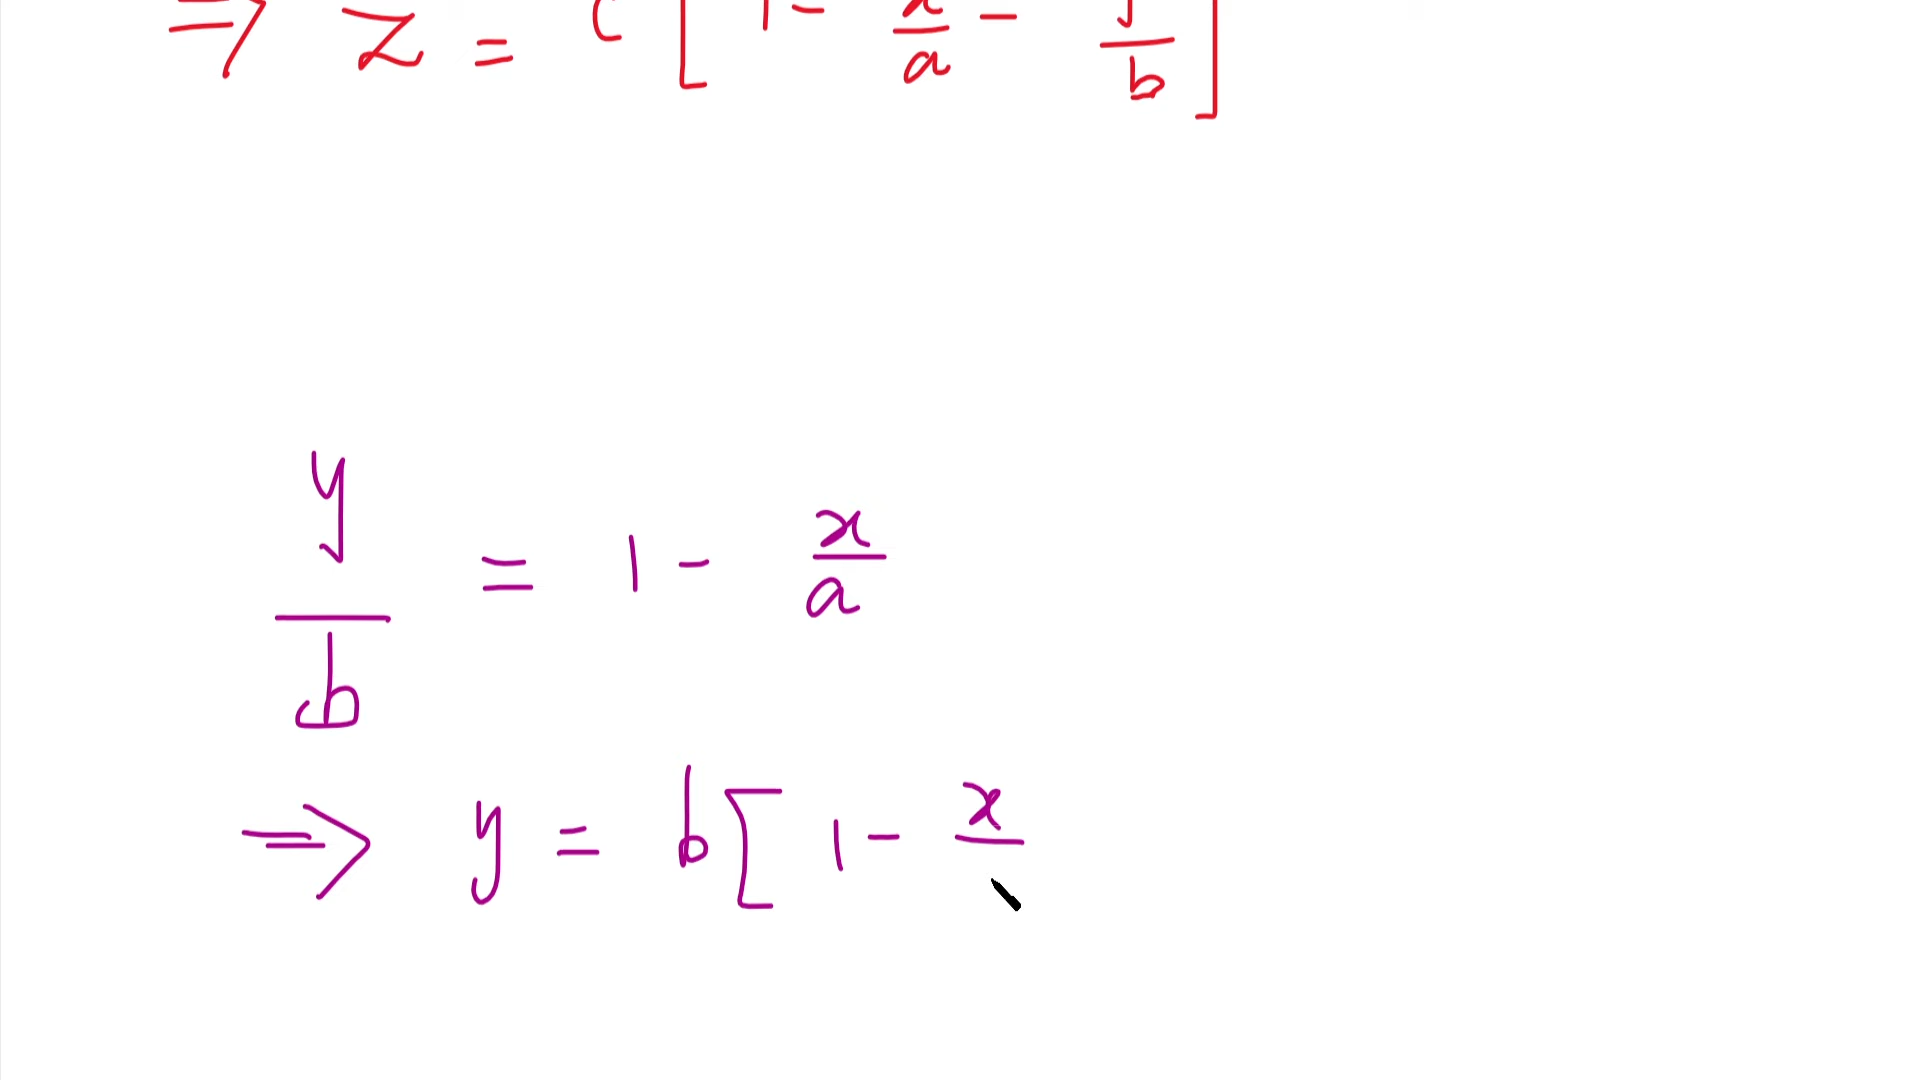 ⇒ z = c [ 1 - x/a - y/b ]
y/b = 1 - x/a
⇒ y = b[ 1 - x/